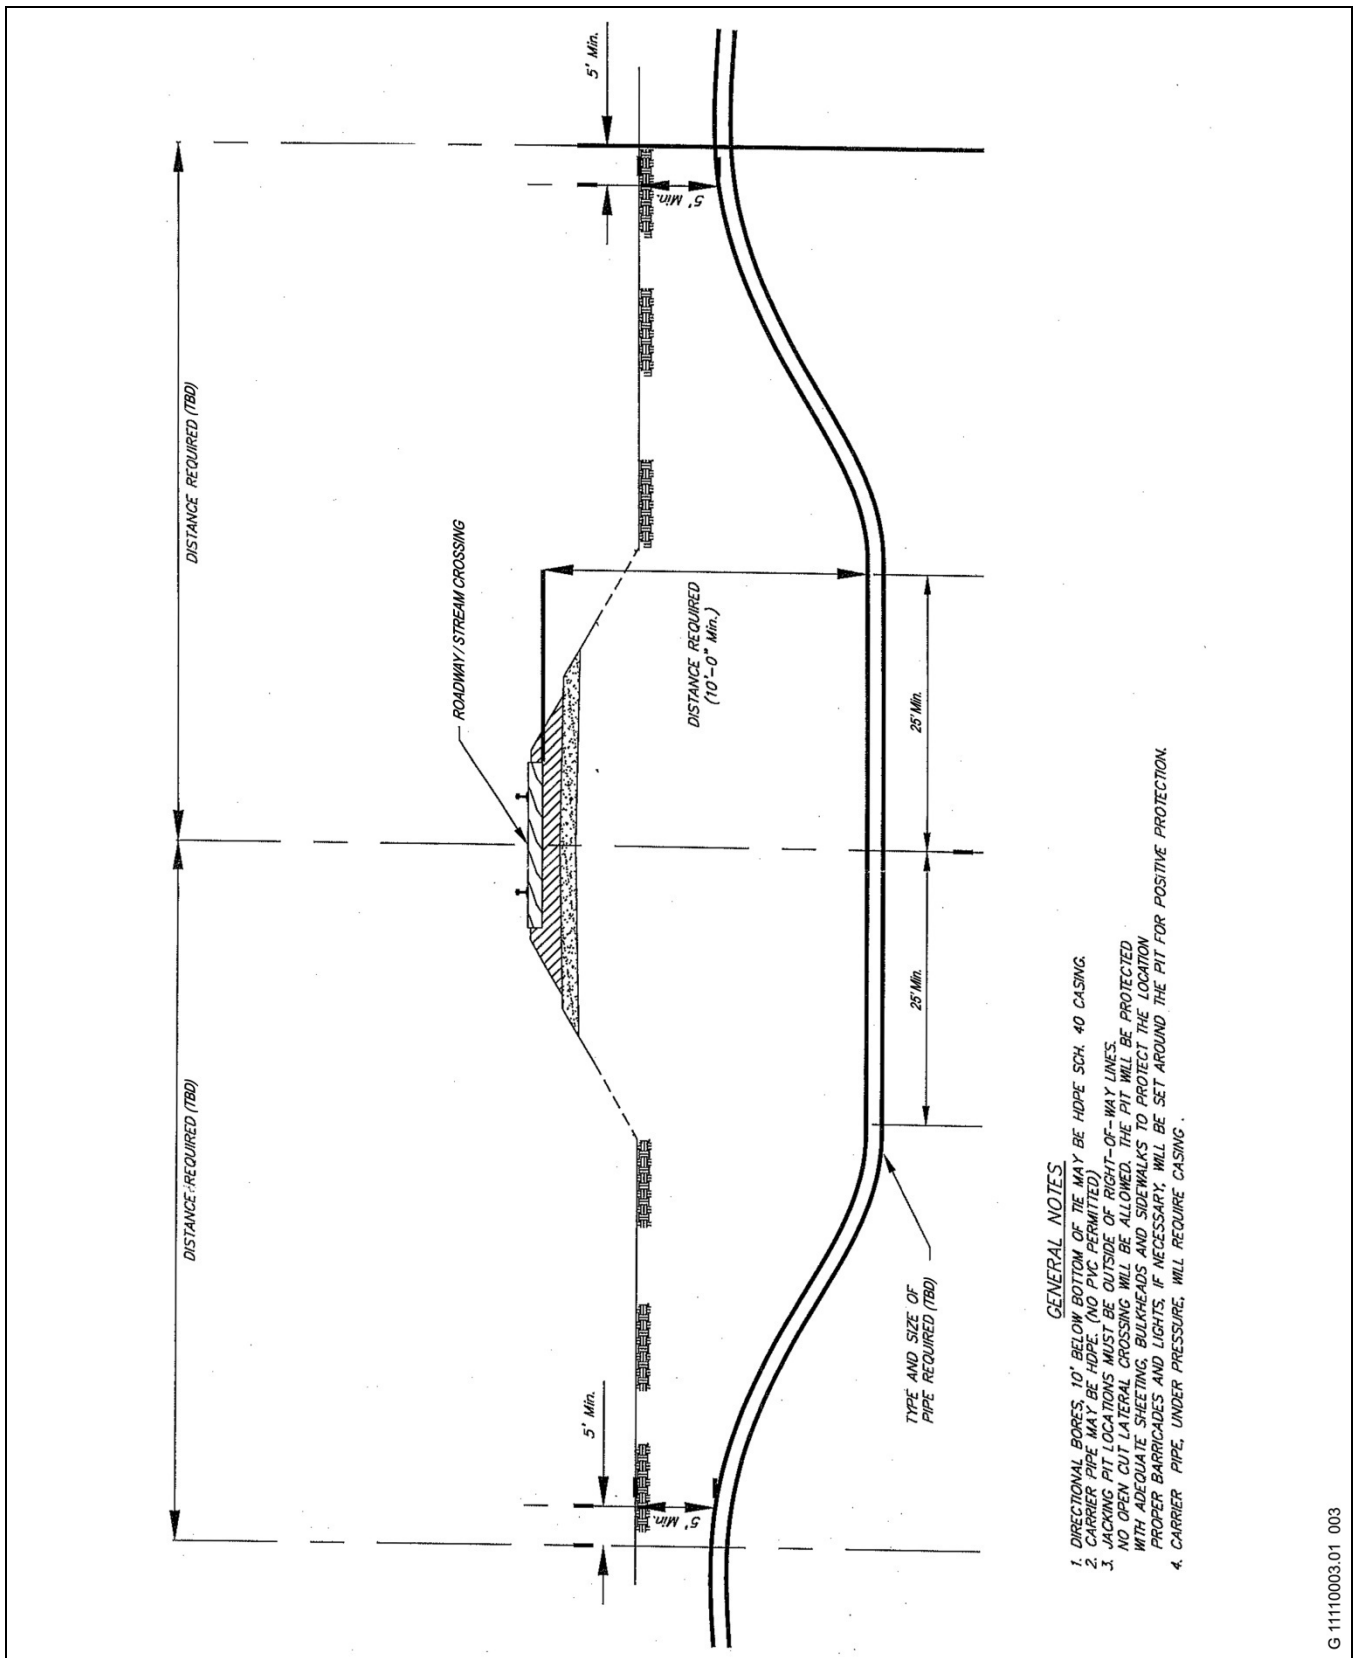 DISTANCE REQUIRED (TBD)
DISTANCE REQUIRED (TBD)
ROADWAY/STREAM CROSSING
5' Min.
5' Min.
5' Min.
5' Min.
DISTANCE REQUIRED
(10'-0" Min.)
25' Min.
25' Min.
TYPE AND SIZE OF
PIPE REQUIRED (TBD)
GENERAL NOTES
1. DIRECTIONAL BORES, 10' BELOW BOTTOM OF TIE MAY BE HDPE SCH. 40 CASING.
2. CARRIER PIPE MAY BE HDPE. (NO PVC PERMITTED)
3. JACKING PIT LOCATIONS MUST BE OUTSIDE OF RIGHT-OF-WAY LINES.
NO OPEN CUT LATERAL CROSSING WILL BE ALLOWED. THE PIT WILL BE PROTECTED
WITH ADEQUATE SHEETING, BULKHEADS AND SIDEWALKS TO PROTECT THE LOCATION
PROPER BARRICADES AND LIGHTS, IF NECESSARY, WILL BE SET AROUND THE PIT FOR POSITIVE PROTECTION.
4. CARRIER PIPE, UNDER PRESSURE, WILL REQUIRE CASING .
G 11110003.01 003